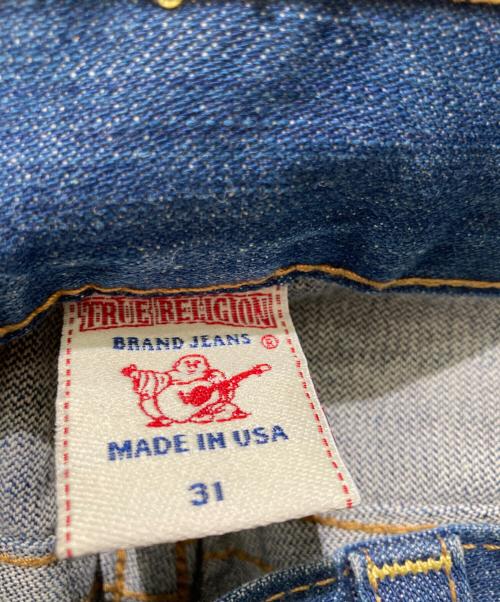 TRUE RELIGION
BRAND JEANS ®
MADE IN USA
31